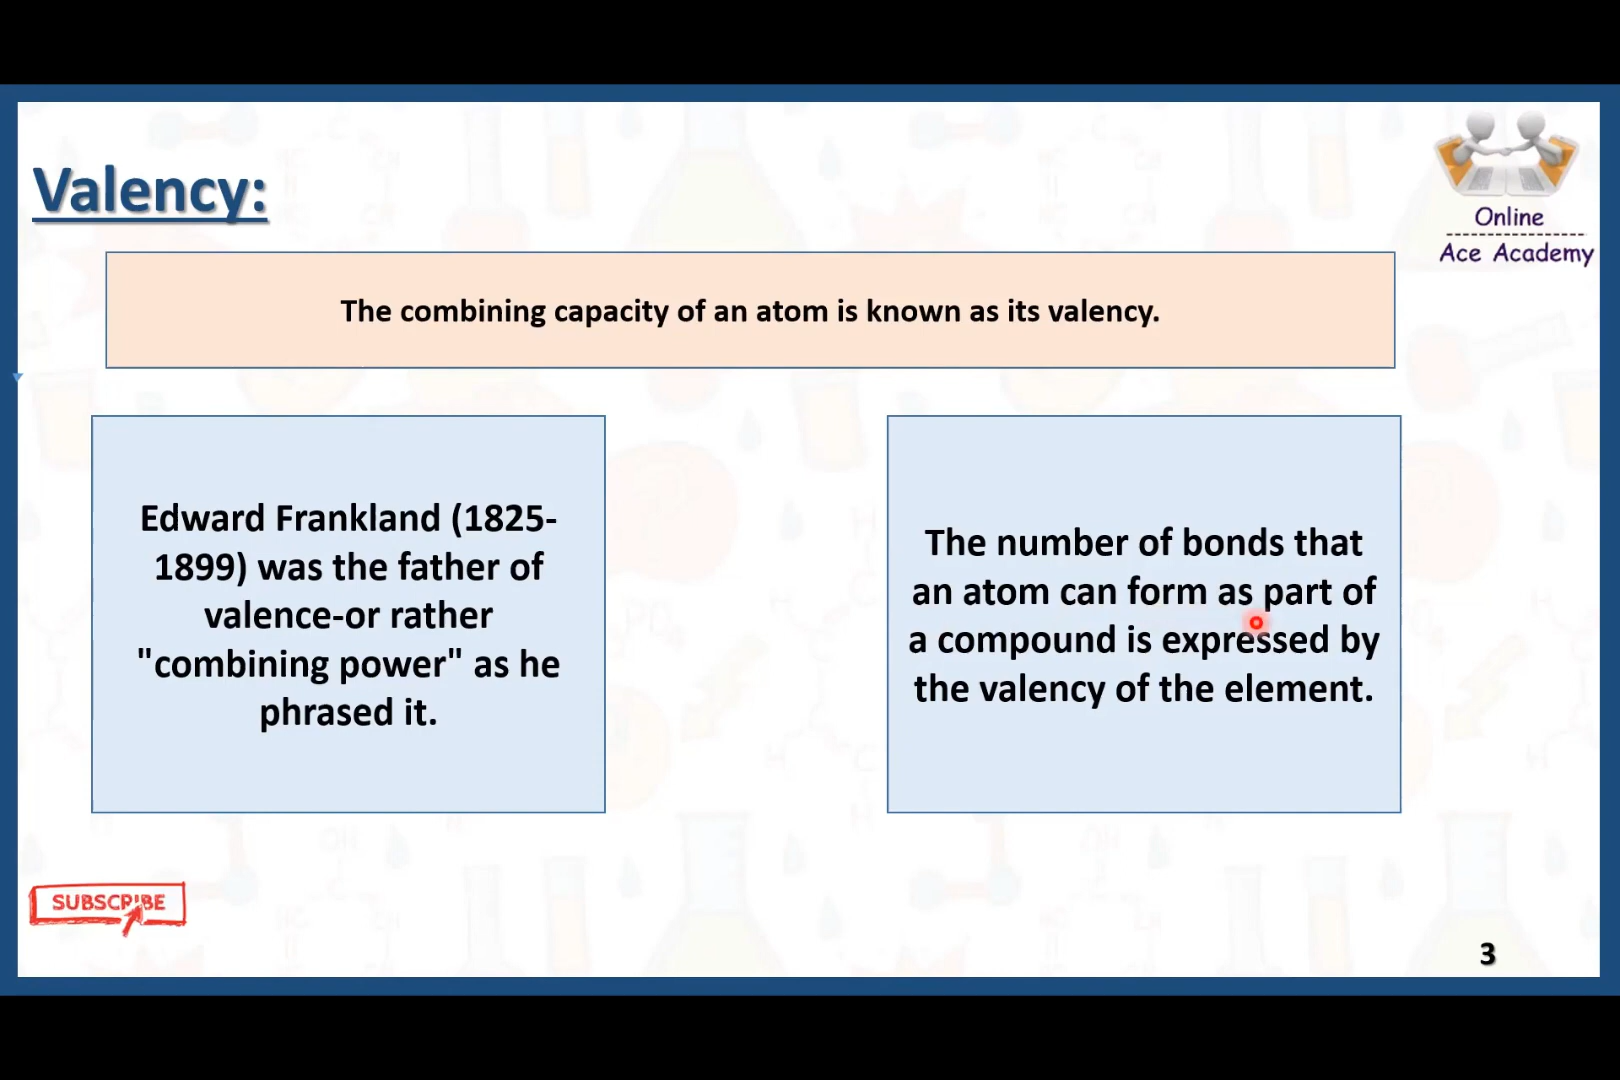 Valency:
Online
Ace Academy
The combining capacity of an atom is known as its valency.
Edward Frankland (1825-
1899) was the father of
valence-or rather
"combining power" as he
phrased it.
The number of bonds that
an atom can form as part of
a compound is expressed by
the valency of the element.
SUBSCRIBE
3